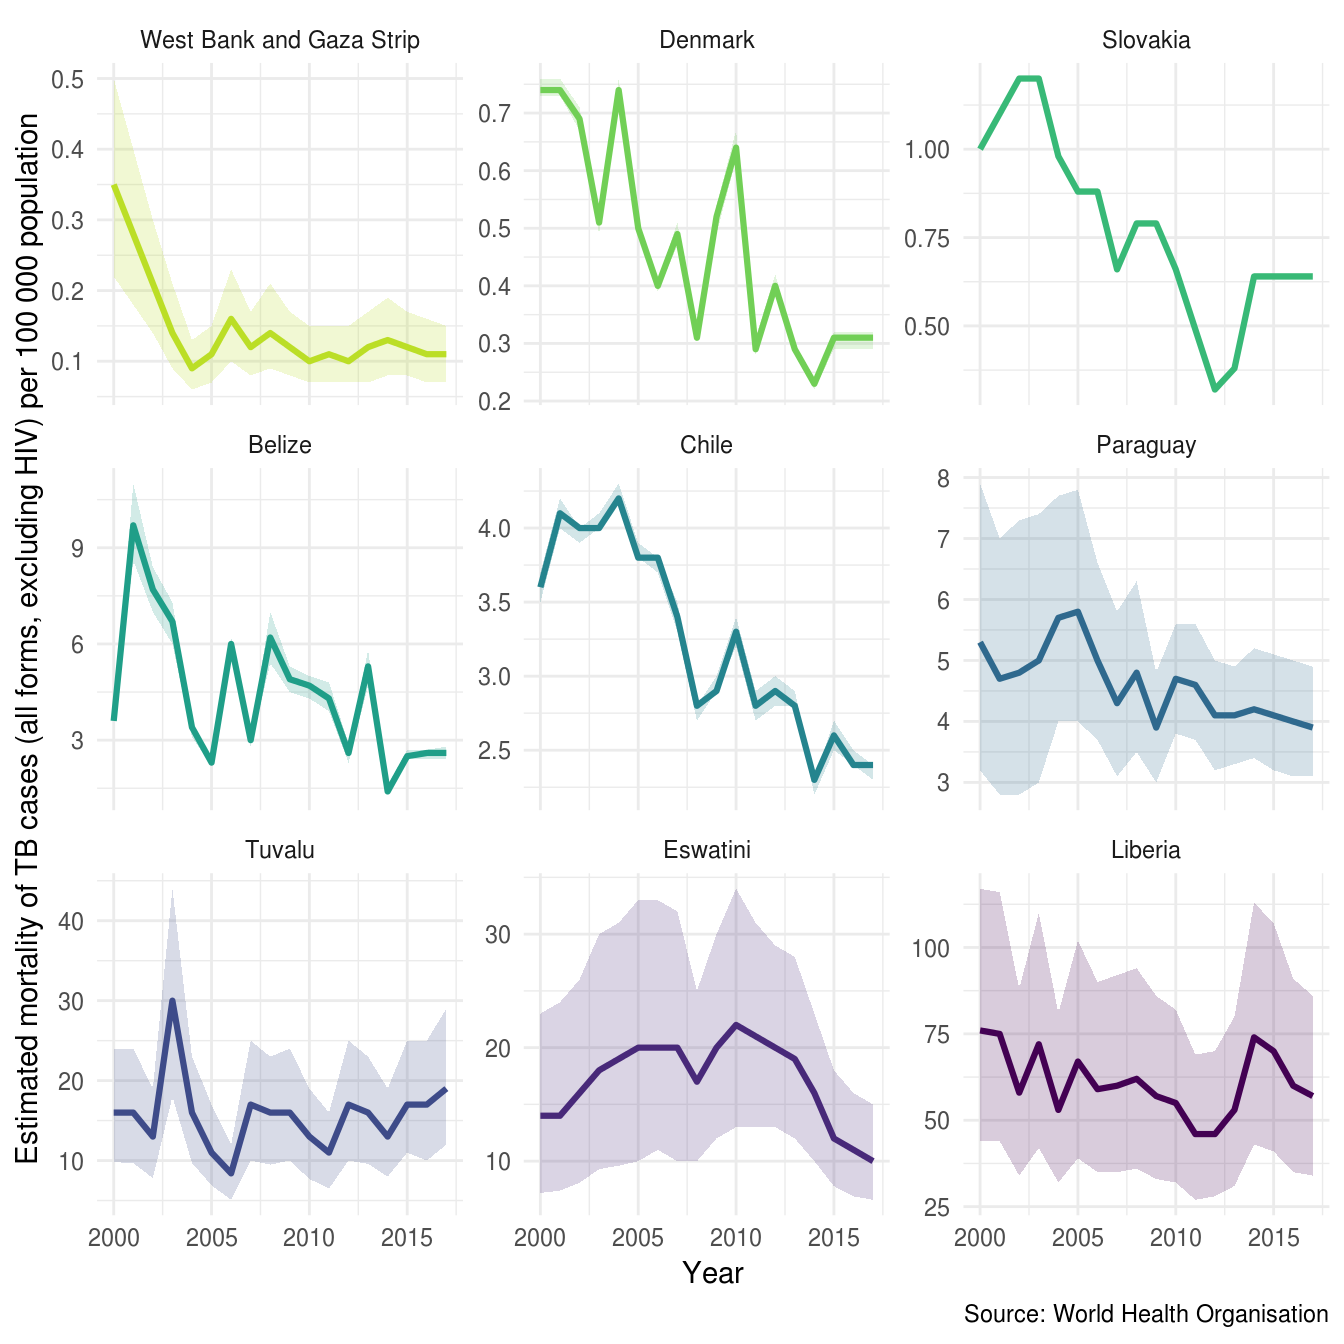 West Bank and Gaza Strip
Denmark
Slovakia
0.5
0.4
0.3
0.2
0.1
0.7
0.6
0.5
0.4
0.3
0.2
1.00
0.75
0.50
Belize
Chile
Paraguay
9
6
3
4.0
3.5
3.0
2.5
8
7
6
5
4
3
Tuvalu
Eswatini
Liberia
40
30
20
10
30
20
10
100
75
50
25
2000 2005 2010 2015
2000 2005 2010 2015
2000 2005 2010 2015
Estimated mortality of TB cases (all forms, excluding HIV) per 100 000 population
Year
Source: World Health Organisation